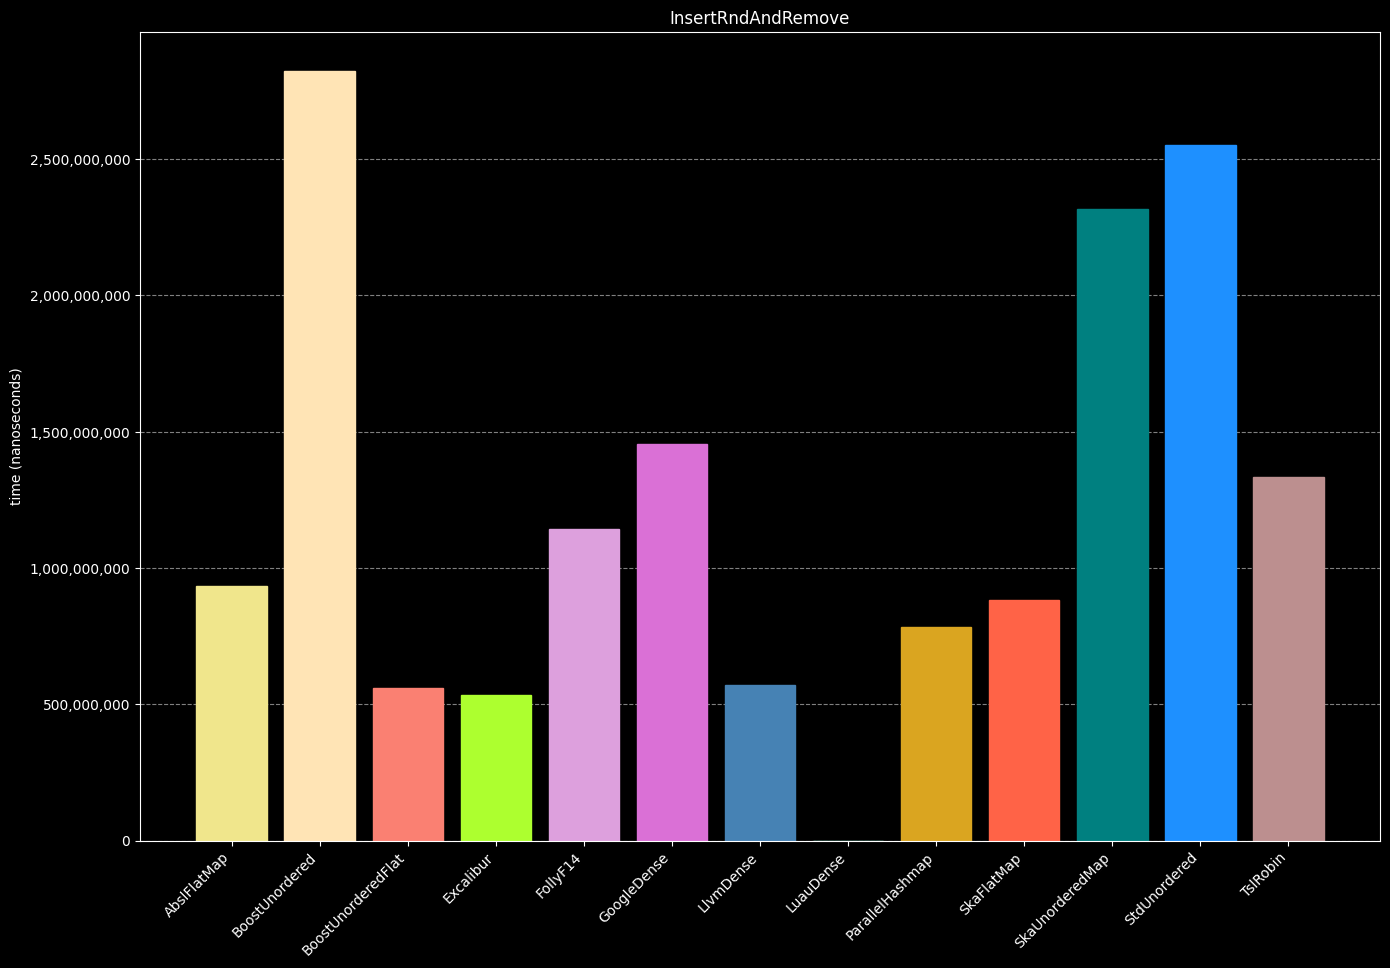 InsertRndAndRemove
time (nanoseconds)
2,500,000,000
2,000,000,000
1,500,000,000
1,000,000,000
500,000,000
0
AbslFlatMap
BoostUnordered
BoostUnorderedFlat
Excalibur
FollyF14
GoogleDense
LlvmDense
LuauDense
ParallelHashmap
SkaFlatMap
SkaUnorderedMap
StdUnordered
TslRobin